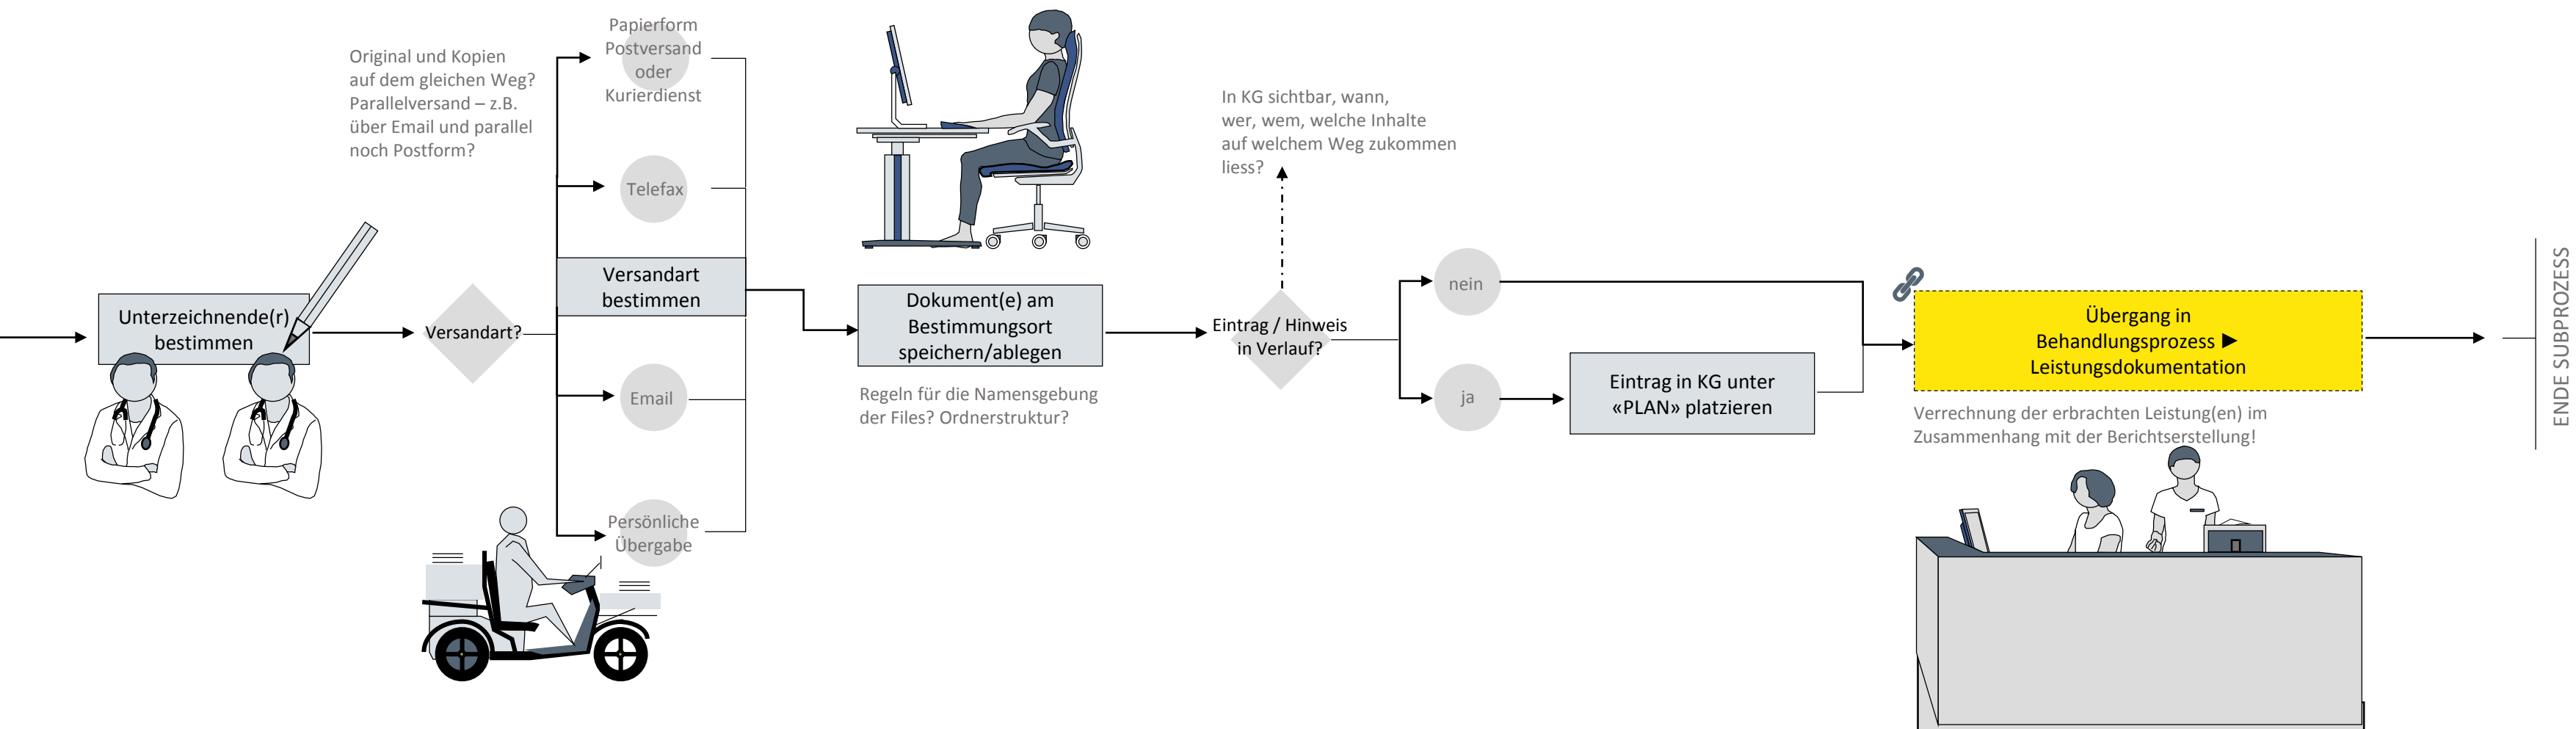 Original und Kopien
auf dem gleichen Weg?
Parallelversand – z.B.
über Email und parallel
noch Postform?
Unterzeichnende(r)
bestimmen
Versandart?
Papierform
Postversand
oder
Kurierdienst
Telefax
Versandart
bestimmen
Email
Persönliche
Übergabe
Dokument(e) am
Bestimmungsort
speichern/ablegen
Regeln für die Namensgebung
der Files? Ordnerstruktur?
In KG sichtbar, wann,
wer, wem, welche Inhalte
auf welchem Weg zukommen
liess?
Eintrag / Hinweis
in Verlauf?
nein
ja
Eintrag in KG unter
«PLAN» platzieren
Übergang in
Behandlungsprozess ►
Leistungsdokumentation
Verrechnung der erbrachten Leistung(en) im
Zusammenhang mit der Berichtserstellung!
ENDE SUBPROZESS